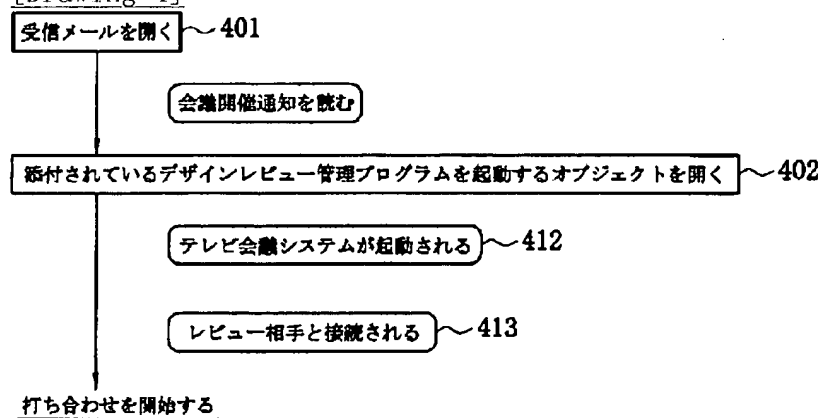 [Drawing 4]
受信メールを開く 401
会議開催通知を読む
添付されているデザインレビュー管理プログラムを起動するオブジェクトを開く 402
テレビ会議システムが起動される 412
レビュー相手と接続される 413
打ち合わせを開始する